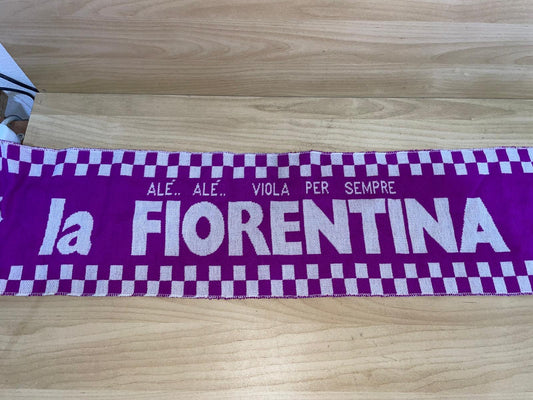 ALÉ.. ALÉ.. VIOLA PER SEMPRE
la FIORENTINA